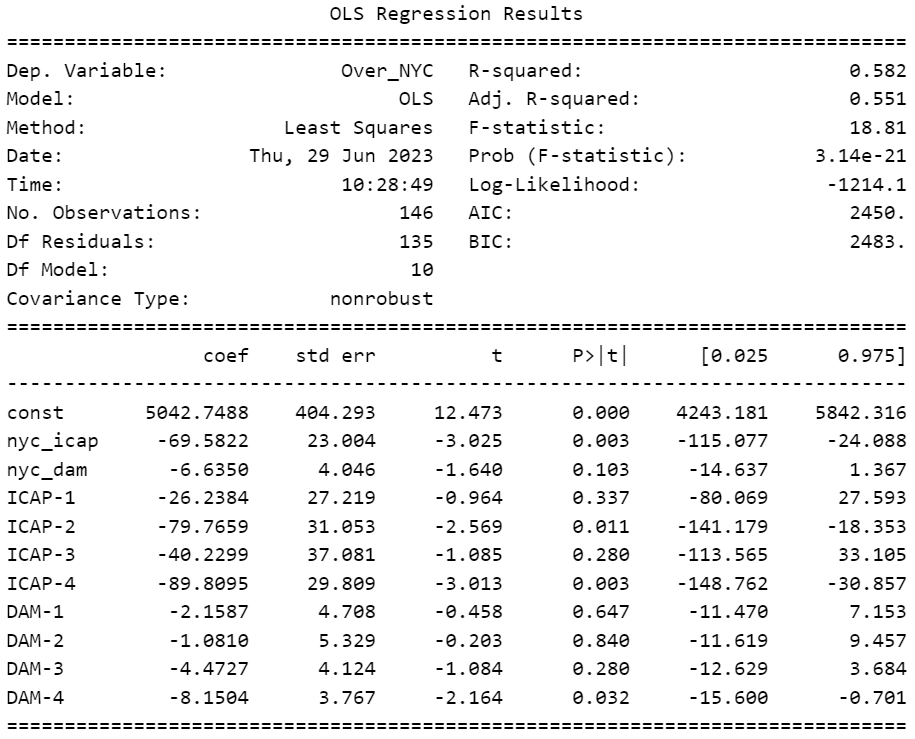 OLS Regression Results
==============================================================================
Dep. Variable:               Over_NYC   R-squared:                       0.582
Model:                            OLS   Adj. R-squared:                  0.551
Method:                 Least Squares   F-statistic:                     18.81
Date:                Thu, 29 Jun 2023   Prob (F-statistic):           3.14e-21
Time:                        10:28:49   Log-Likelihood:                -1214.1
No. Observations:                 146   AIC:                             2450.
Df Residuals:                     135   BIC:                             2483.
Df Model:                          10
Covariance Type:            nonrobust
==============================================================================
                 coef    std err          t      P>|t|      [0.025      0.975]
------------------------------------------------------------------------------
const       5042.7488    404.293     12.473      0.000    4243.181    5842.316
nyc_icap     -69.5822     23.004     -3.025      0.003    -115.077     -24.088
nyc_dam       -6.6350      4.046     -1.640      0.103     -14.637       1.367
ICAP-1       -26.2384     27.219     -0.964      0.337     -80.069      27.593
ICAP-2       -79.7659     31.053     -2.569      0.011    -141.179     -18.353
ICAP-3       -40.2299     37.081     -1.085      0.280    -113.565      33.105
ICAP-4       -89.8095     29.809     -3.013      0.003    -148.762     -30.857
DAM-1         -2.1587      4.708     -0.458      0.647     -11.470       7.153
DAM-2         -1.0810      5.329     -0.203      0.840     -11.619       9.457
DAM-3         -4.4727      4.124     -1.084      0.280     -12.629       3.684
DAM-4         -8.1504      3.767     -2.164      0.032     -15.600      -0.701
==============================================================================